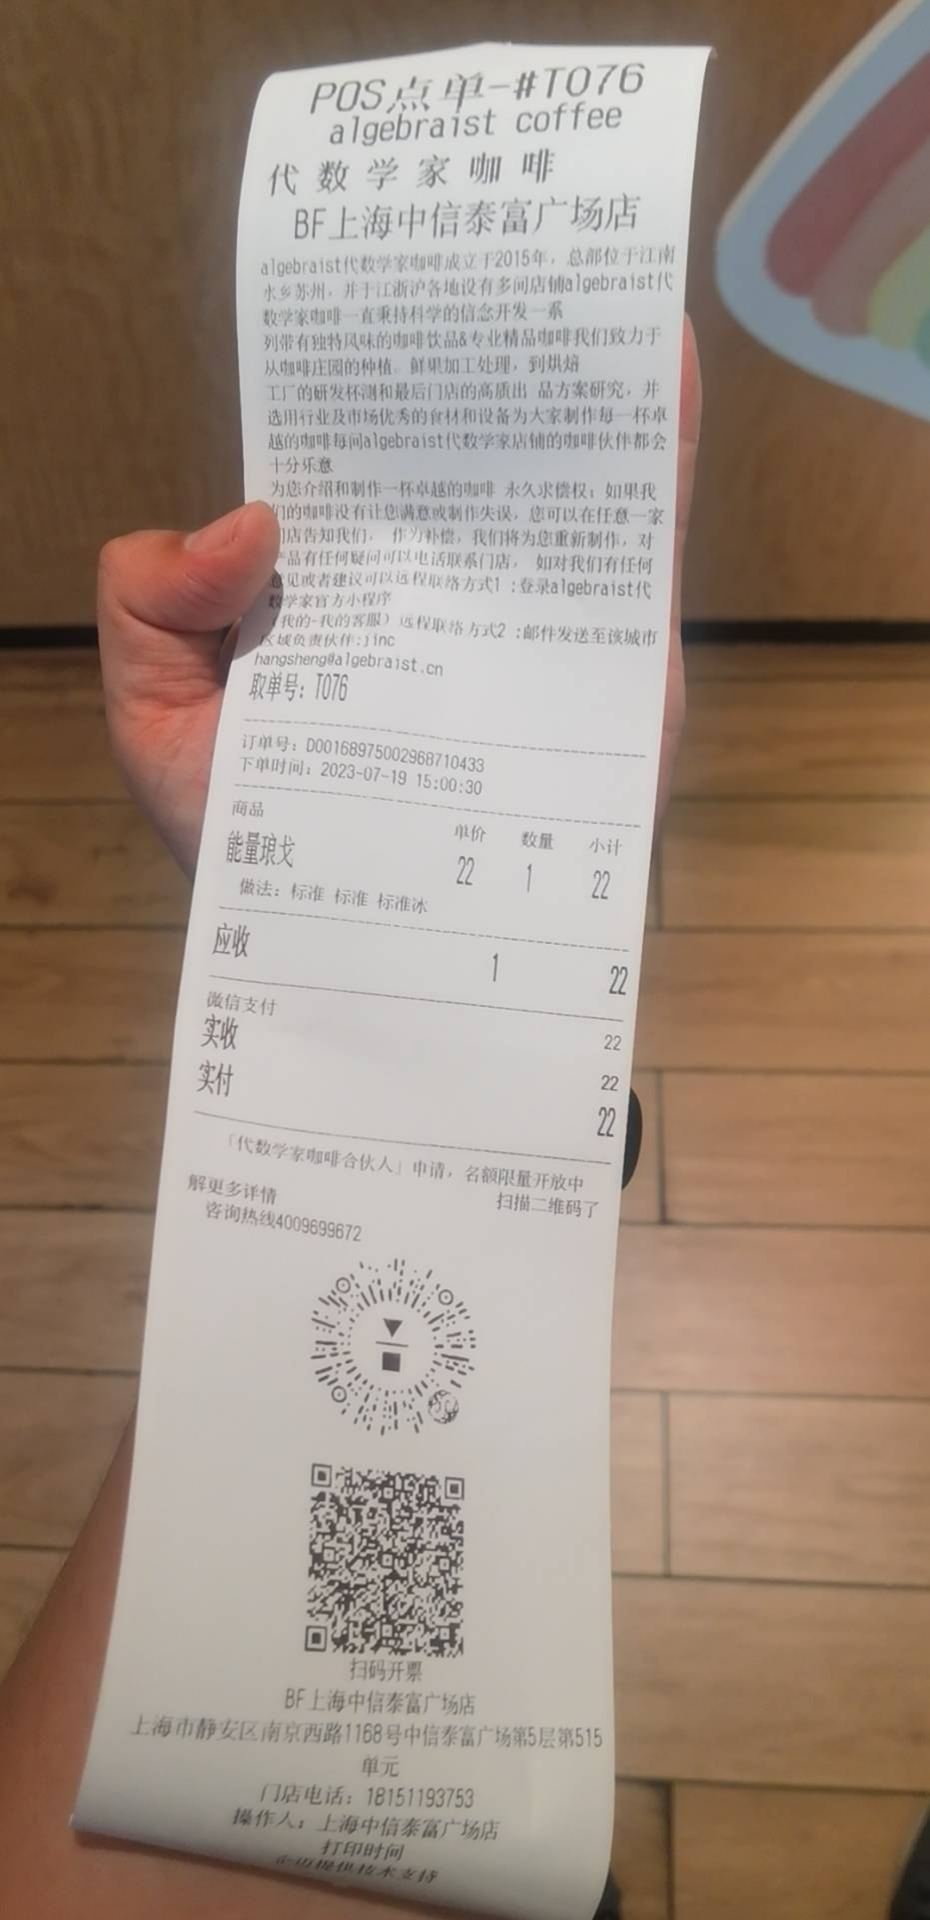 POS点单-#T076
algebraist coffee
代数学家咖啡
BF上海中信泰富广场店
algebraist代数学家咖啡成立于2015年，总部位于江南
水乡苏州，并于江浙沪各地设有多间店铺algebraist代
数学家咖啡一直秉持科学的信念开发一系
列带有独特风味的咖啡饮品&专业精品咖啡我们致力于
从咖啡庄园的种植。鲜果加工处理，到烘焙
工厂的研发杯测和最后门店的高质出 品方案研究，并
选用行业及市场优秀的食材和设备为大家制作每一杯卓
越的咖啡每间algebraist代数学家店铺的咖啡伙伴都会
十分乐意
为您介绍和制作一杯卓越的咖啡 永久求偿权：如果我
们的咖啡没有让您满意或制作失误，您可以在任意一家
门店告知我们， 作为补偿，我们将为您重新制作，对
产品有任何疑问可以电话联系门店， 如对我们有任何
意见或者建议可以远程联络方式1：登录algebraist代
数学家官方小程序
（我的-我的客服）远程联络方式2：邮件发送至该城市
区域负责伙伴：jinc
hangsheng@algebraist.cn
取单号：T076
订单号：D001689750029687 10433
下单时间：2023-07-19 15:00:30
商品 单价 数量 小计
能量琅戈 22 1 22
做法：标准 标准 标准冰
应收 1 22
微信支付 22
实收 22
实付 22
「代数学家咖啡合伙人」申请，名额限量开放中
扫描二维码了
解更多详情
咨询热线4009699672
扫码开票
BF上海中信泰富广场店
上海市静安区南京西路1168号中信泰富广场第5层第515
单元
门店电话：18151193753
操作人：上海中信泰富广场店
打印时间
提供技术支持